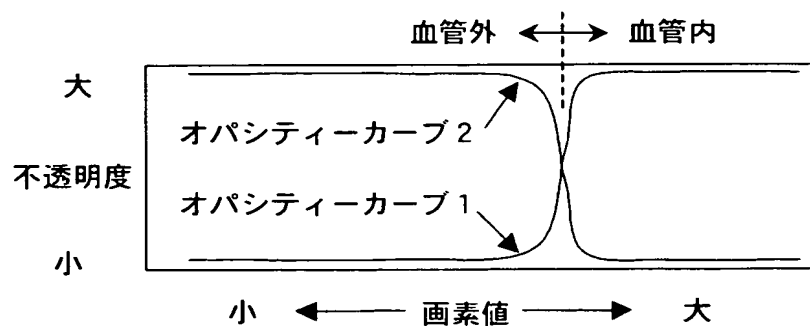 血管外 ←→ 血管内
大
オパシティーカーブ2
不透明度
オパシティーカーブ1
小
小 ← 画素値 → 大